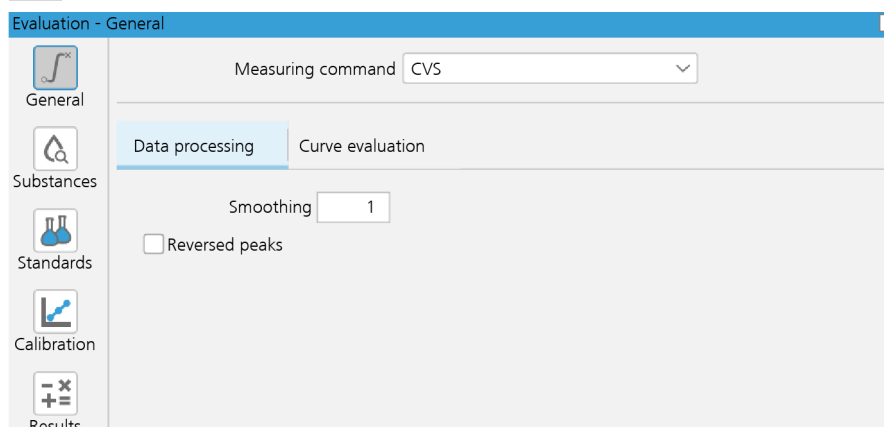 Evaluation - General
General
Substances
Standards
Calibration
Results
Measuring command CVS
Data processing
Curve evaluation
Smoothing 1
Reversed peaks